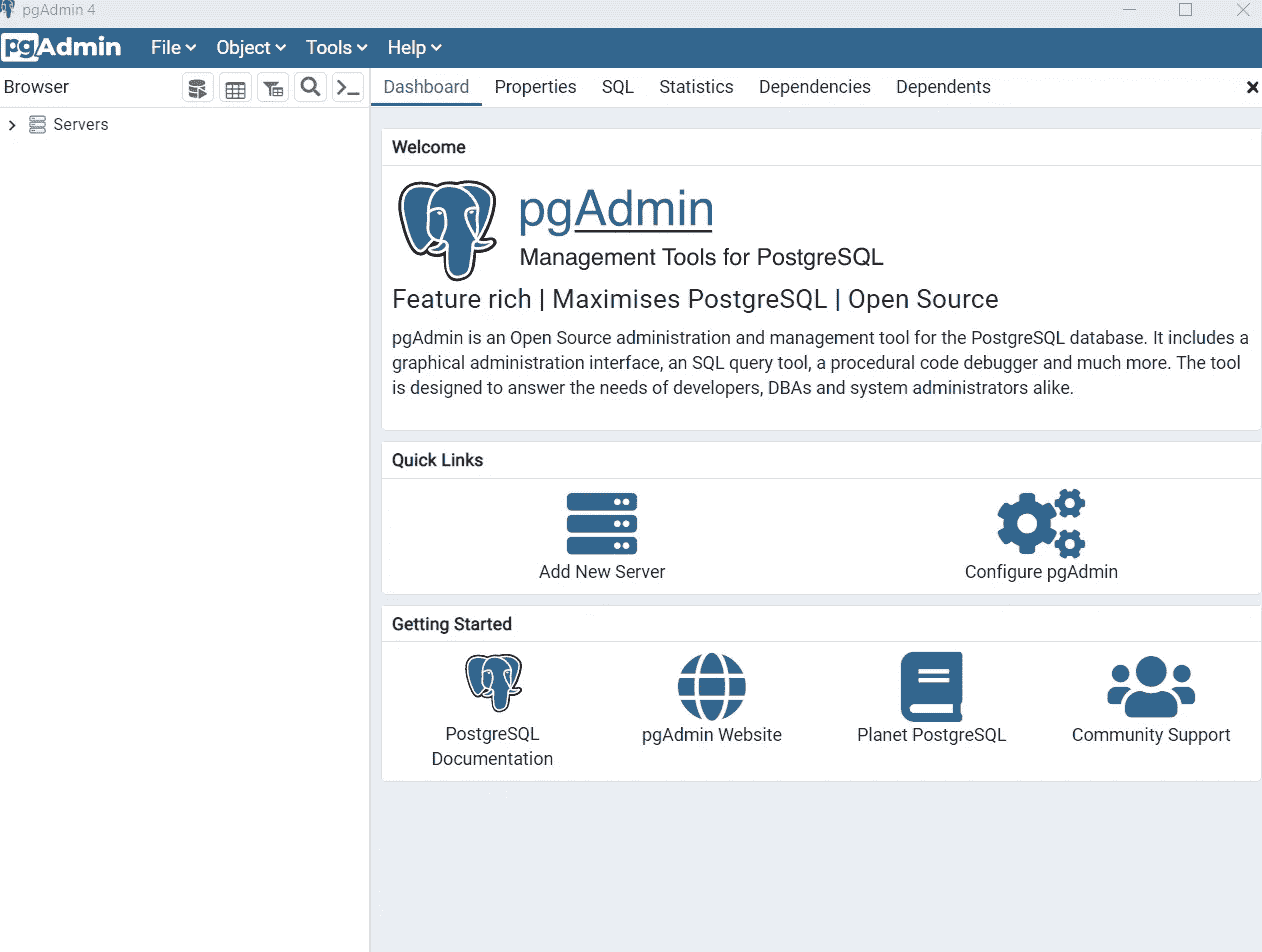 pgAdmin 4
pgAdmin File Object Tools Help
Browser
Dashboard Properties SQL Statistics Dependencies Dependents
Servers
Welcome
pgAdmin
Management Tools for PostgreSQL
Feature rich | Maximises PostgreSQL | Open Source
pgAdmin is an Open Source administration and management tool for the PostgreSQL database. It includes a
graphical administration interface, an SQL query tool, a procedural code debugger and much more. The tool
is designed to answer the needs of developers, DBAs and system administrators alike.
Quick Links
Add New Server
Configure pgAdmin
Getting Started
PostgreSQL
Documentation
pgAdmin Website
Planet PostgreSQL
Community Support